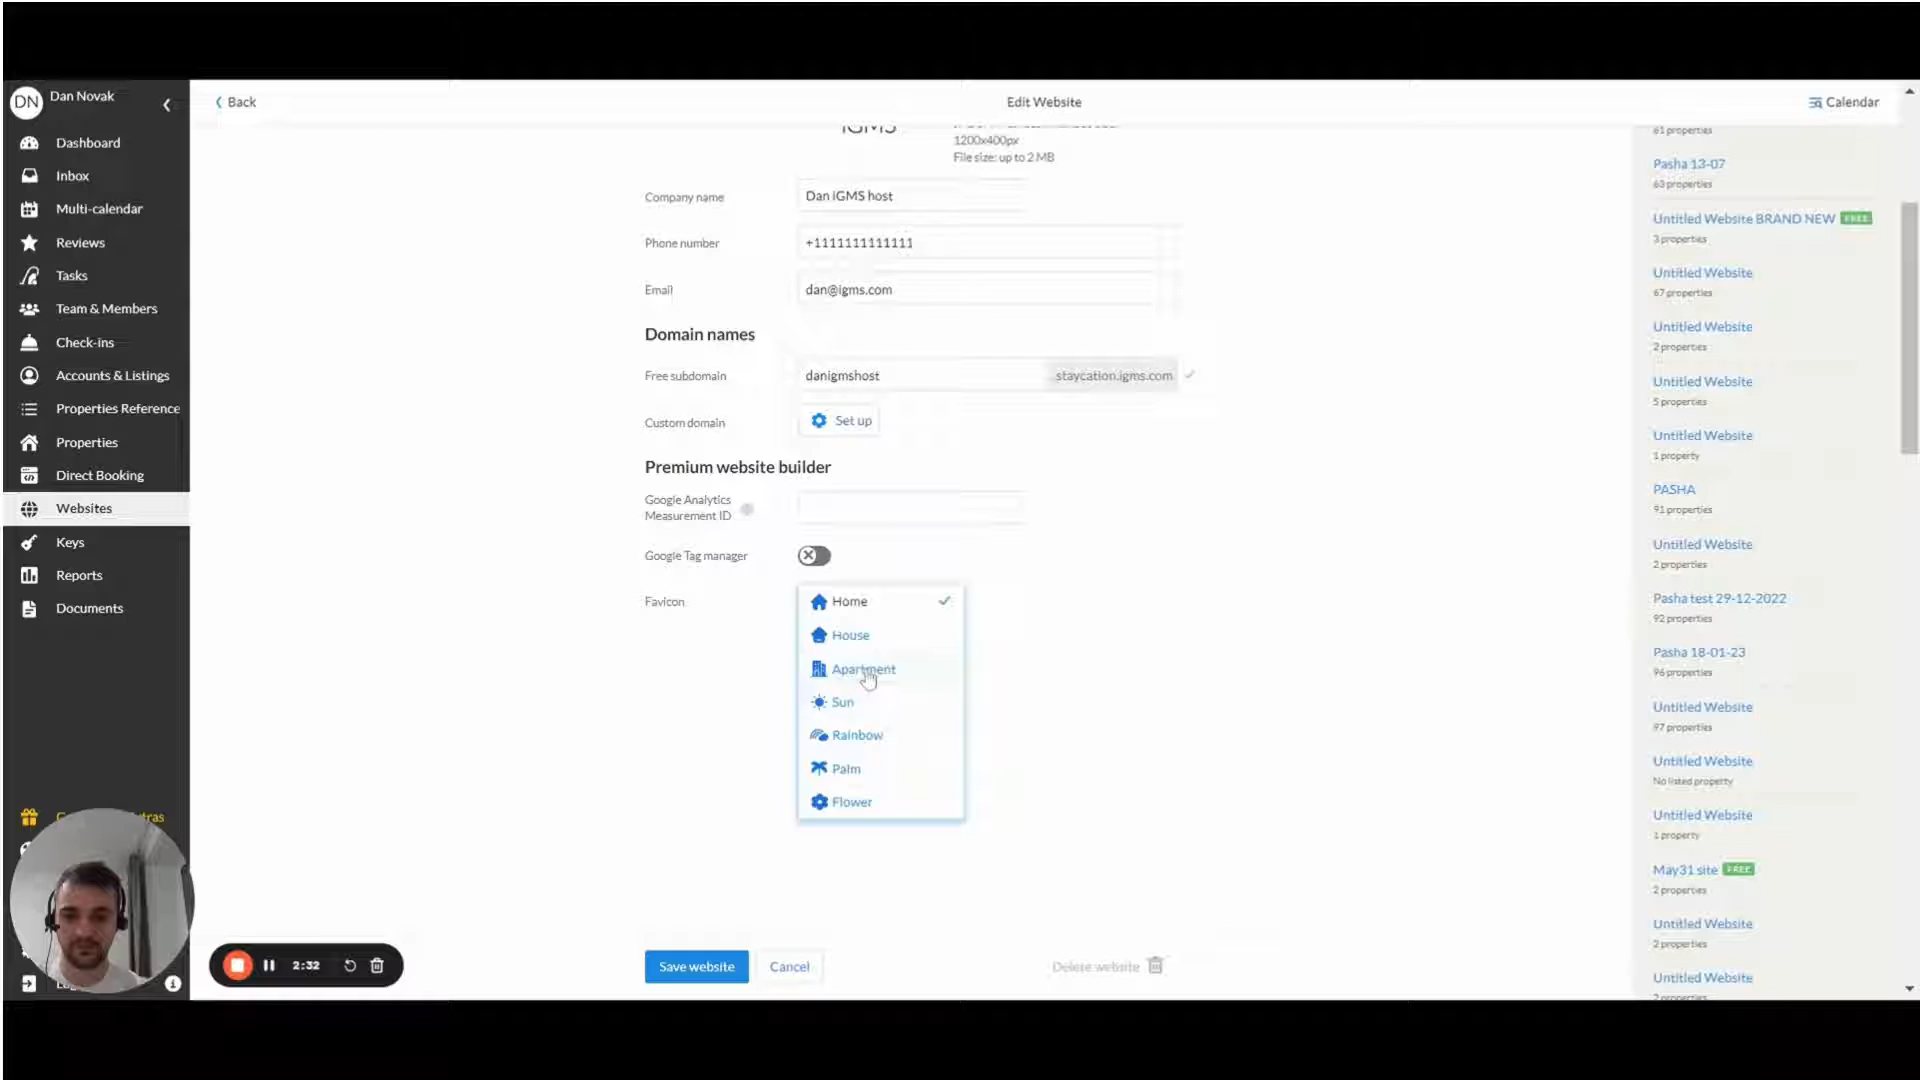 DN
Dan Novak
Dashboard
Inbox
Multi-calendar
Reviews
Tasks
Team & Members
Check-ins
Accounts & Listings
Properties Reference
Properties
Direct Booking
Websites
Keys
Reports
Documents
Back
Edit Website
Calendar
1200x400px
File size: up to 2 MB
Company name
Dan iGMS host
Phone number
+1111111111111
Email
dan@igms.com
Domain names
Free subdomain
danigmshost
.staycation.igms.com
Custom domain
Set up
Premium website builder
Google Analytics
Measurement ID
Google Tag manager
Favicon
Home
House
Apartment
Sun
Rainbow
Palm
Flower
Save website
Cancel
Delete website
2:32
61 properties
Pasha 13-07
63 properties
Untitled Website BRAND NEW FREE
3 properties
Untitled Website
67 properties
Untitled Website
2 properties
Untitled Website
5 properties
Untitled Website
1 property
PASHA
91 properties
Untitled Website
2 properties
Pasha test 29-12-2022
92 properties
Pasha 18-01-23
96 properties
Untitled Website
97 properties
Untitled Website
No listed property
Untitled Website
1 property
May31 site FREE
2 properties
Untitled Website
2 properties
Untitled Website
2 properties